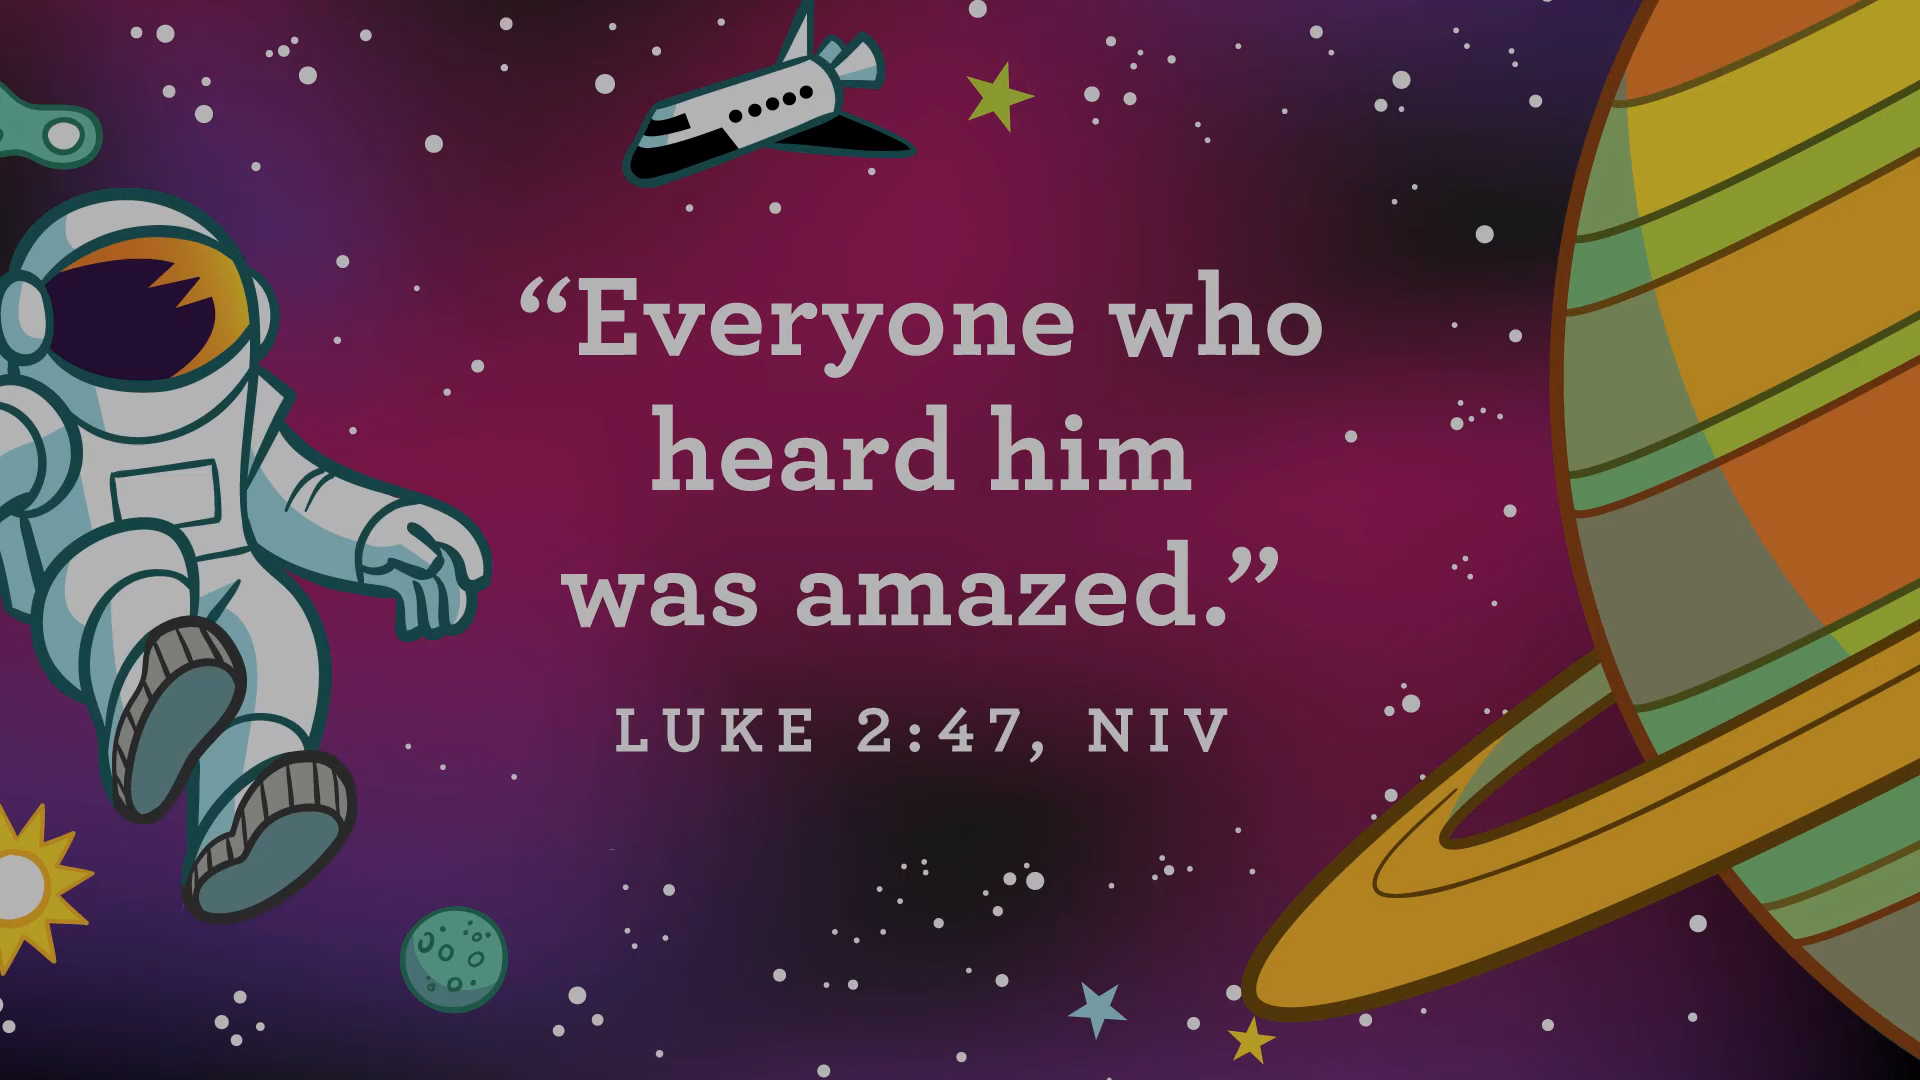 “Everyone who
heard him
was amazed.”
LUKE 2:47, NIV